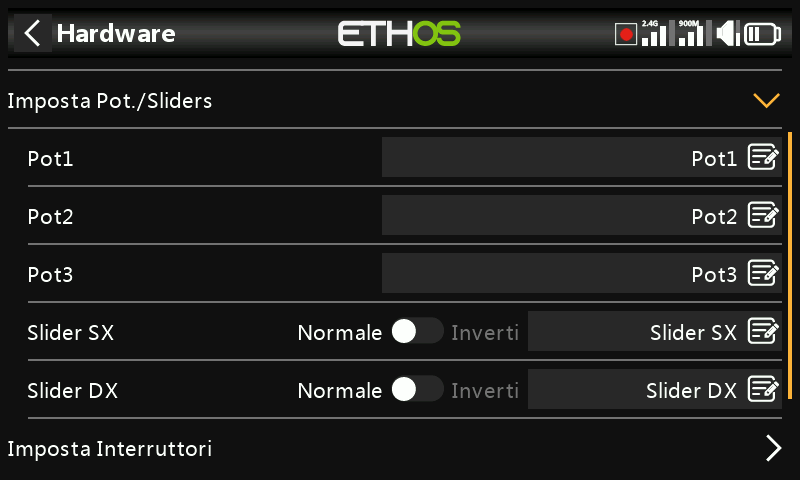 Hardware ETHOS 2.4G 900M
Imposta Pot./Sliders
Pot1 Pot1
Pot2 Pot2
Pot3 Pot3
Slider SX Normale Inverti Slider SX
Slider DX Normale Inverti Slider DX
Imposta Interruttori